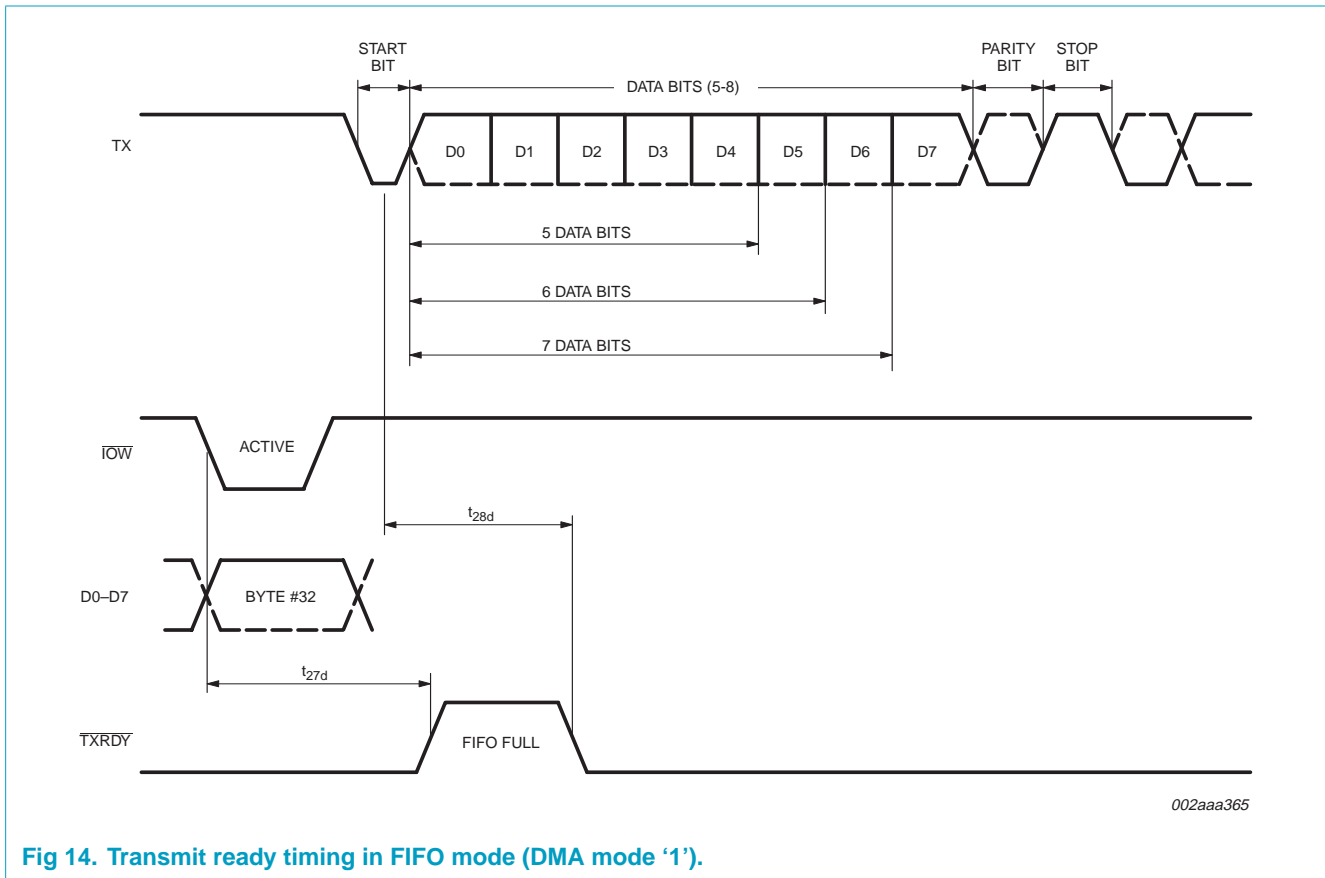 START
BIT
DATA BITS (5-8)
PARITY
BIT
STOP
BIT
TX
D0
D1
D2
D3
D4
D5
D6
D7
5 DATA BITS
6 DATA BITS
7 DATA BITS
IOW
ACTIVE
t28d
D0–D7
BYTE #32
t27d
TXRDY
FIFO FULL
002aaa365
Fig 14. Transmit ready timing in FIFO mode (DMA mode ‘1’).